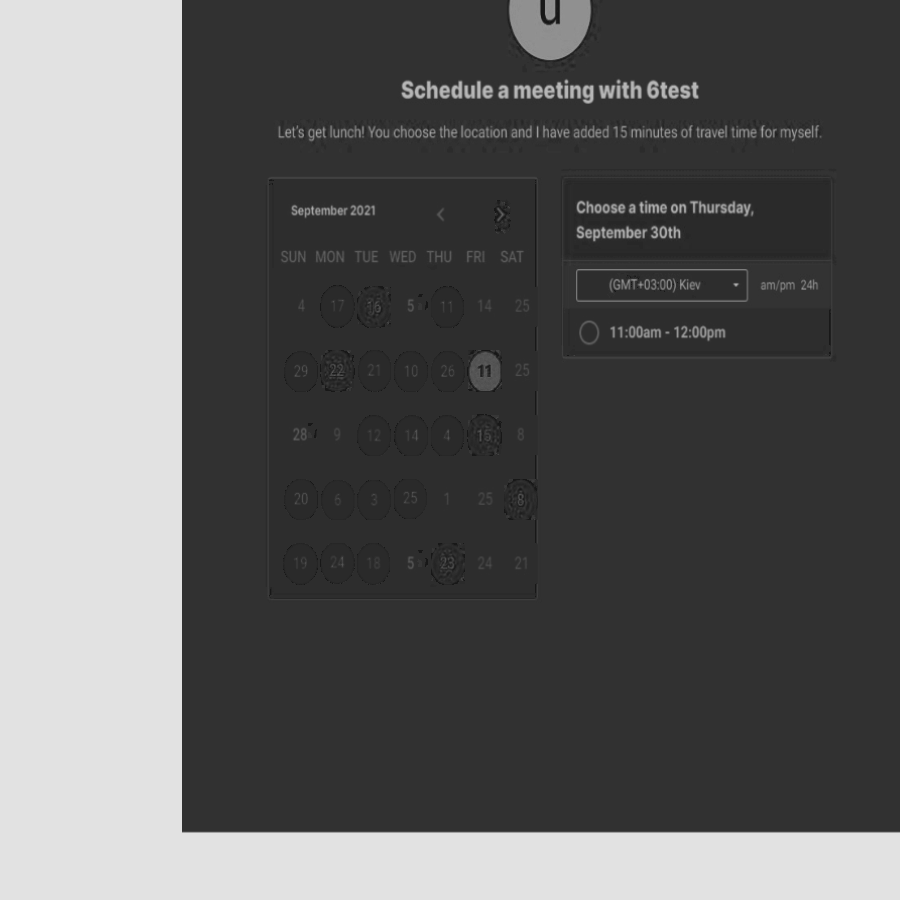 u
Schedule a meeting with 6test
Let's get lunch! You choose the location and I have added 15 minutes of travel time for myself.
September 2021
SUN MON TUE WED THU FRI SAT
4 17 16 5 11 14 25
29 22 21 10 26 11 25
28 9 12 14 4 15 8
20 6 3 25 1 25 8
19 24 18 5 23 24 21
Choose a time on Thursday,
September 30th
(GMT+03:00) Kiev am/pm 24h
11:00am - 12:00pm